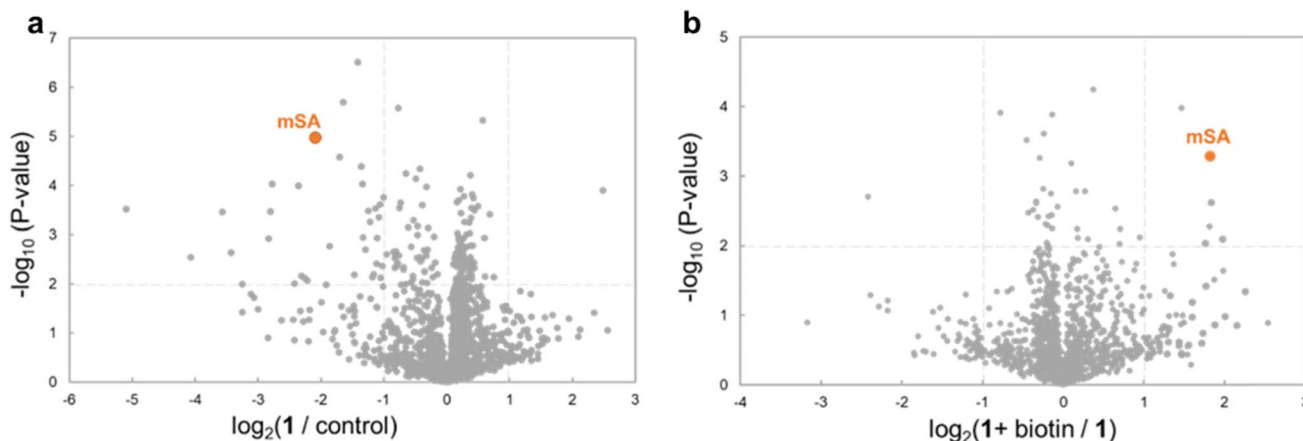 a
7
6
5
4
3
2
1
0
-log10 (P-value)
mSA
-6 -5 -4 -3 -2 -1 0 1 2 3
log2(1 / control)
b
5
4
3
2
1
0
-log10 (P-value)
mSA
-4 -3 -2 -1 0 1 2 3
log2(1+ biotin / 1)